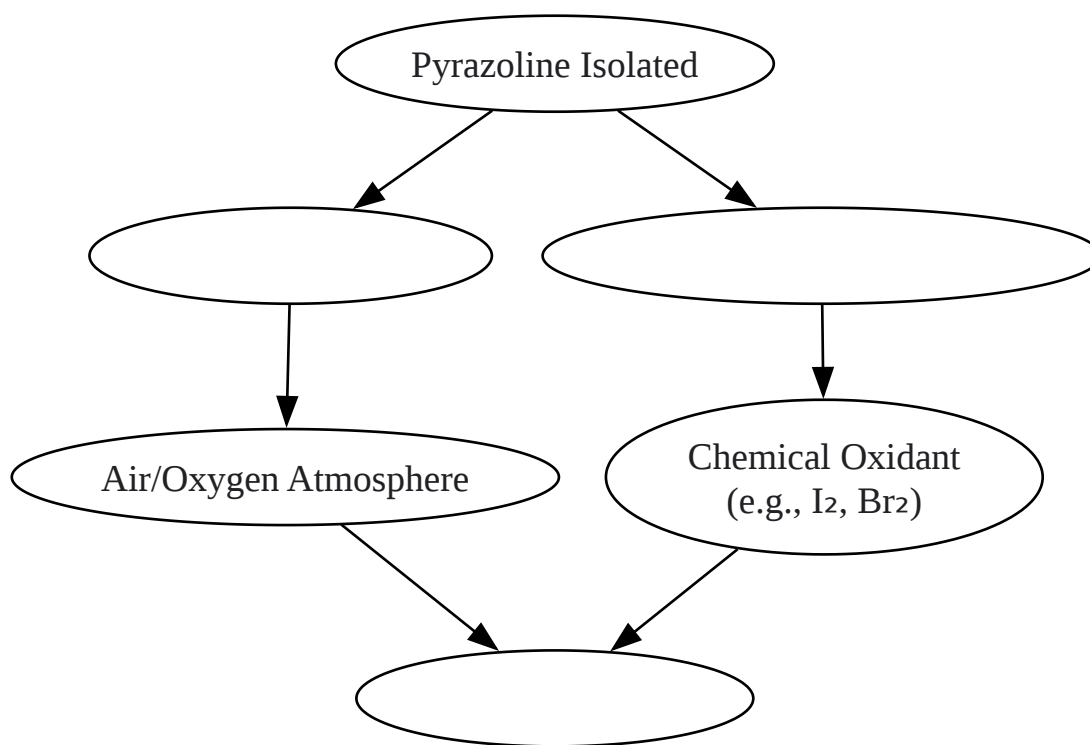 Pyrazoline Isolated
Air/Oxygen Atmosphere
Chemical Oxidant
(e.g., I₂, Br₂)